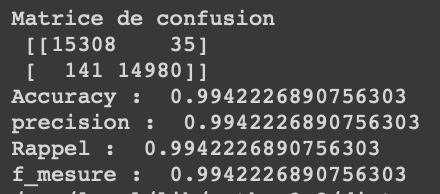 Matrice de confusion
[[15308    35]
[  141 14980]]
Accuracy :  0.9942226890756303
precision :  0.9942226890756303
Rappel :  0.9942226890756303
f_mesure :  0.9942226890756303